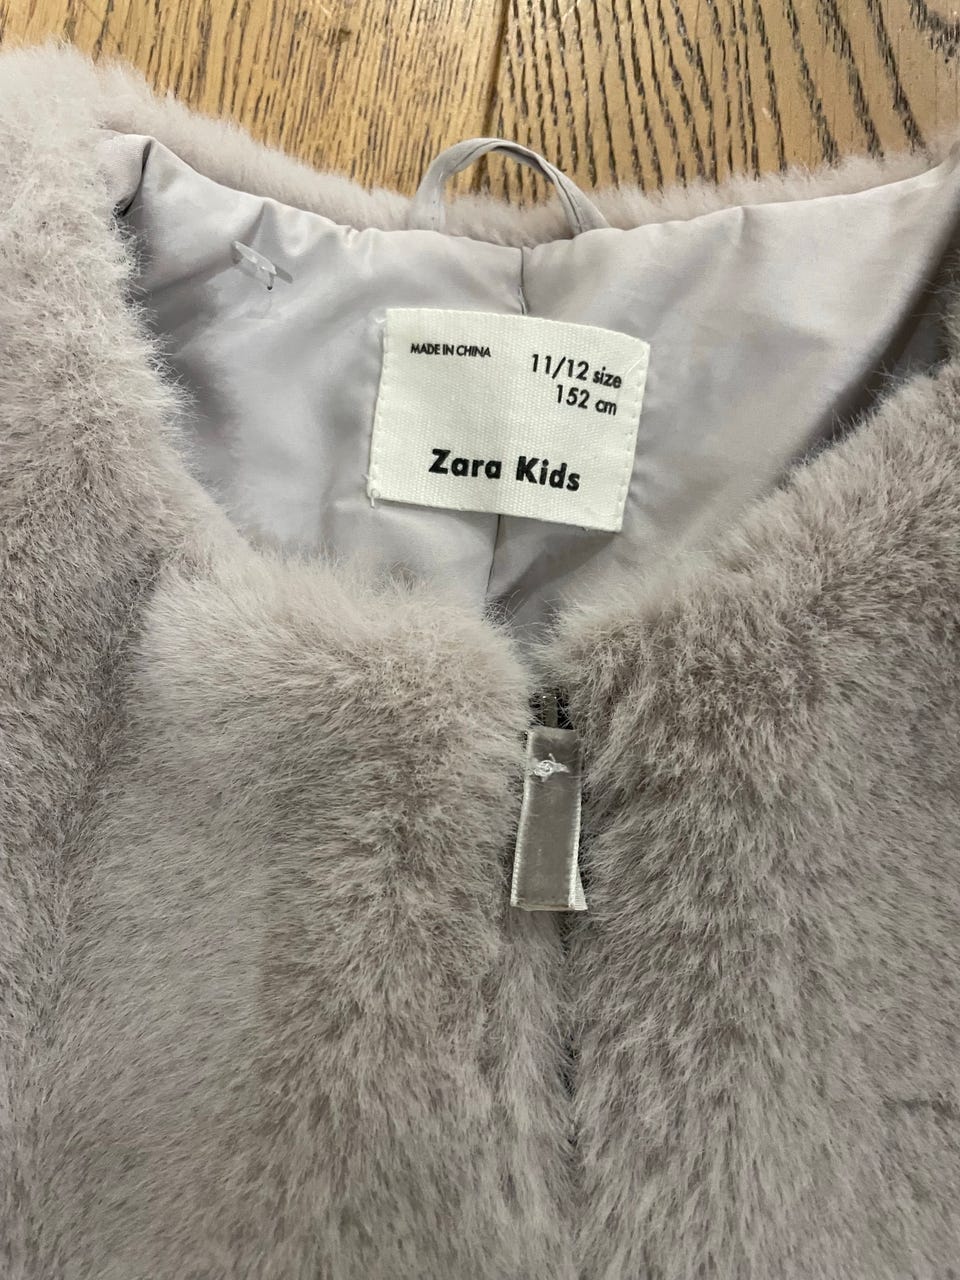 MADE IN CHINA
11/12 size
152 cm
Zara Kids